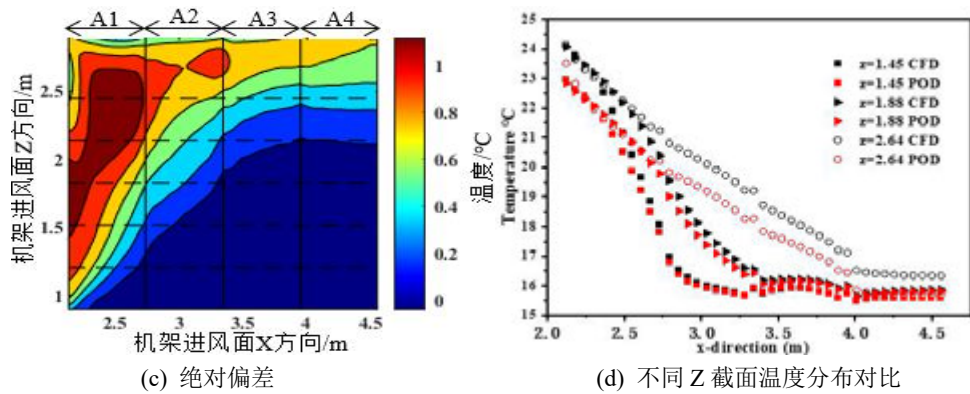 A1 A2 A3 A4
机架进风面Z方向/m
2.5
2
1.5
1
2.5 3 3.5 4 4.5
机架进风面X方向/m
1
0.8
0.6
0.4
0.2
0
温度/℃
(c) 绝对偏差
Temperature °C
25
24
23
22
21
20
19
18
17
16
15
2.0 2.5 3.0 3.5 4.0 4.5 5.0
x-direction (m)
z=1.45 CFD
z=1.45 POD
z=1.88 CFD
z=1.88 POD
z=2.64 CFD
z=2.64 POD
(d) 不同 Z 截面温度分布对比